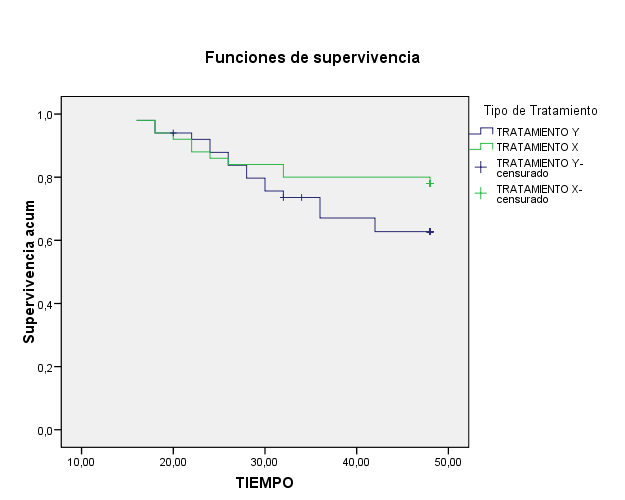 Funciones de supervivencia
Tipo de Tratamiento
TRATAMIENTO Y
TRATAMIENTO X
TRATAMIENTO Y-
censurado
TRATAMIENTO X-
censurado
Supervivencia acum
1,0
0,8
0,6
0,4
0,2
0,0
10,00 20,00 30,00 40,00 50,00
TIEMPO